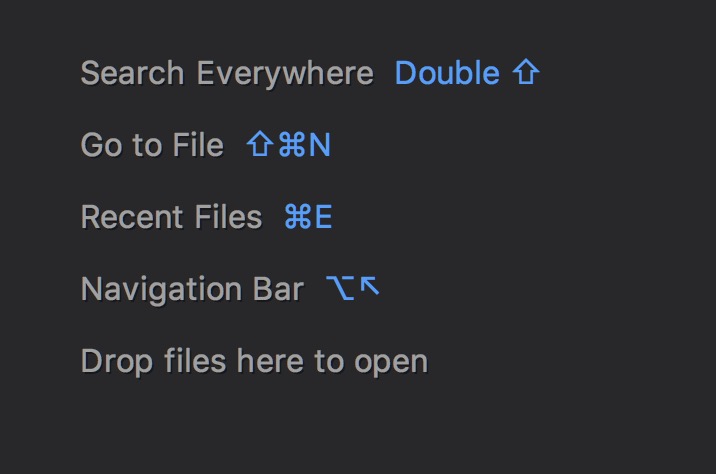 Search Everywhere Double ⇧
Go to File ⇧⌘N
Recent Files ⌘E
Navigation Bar ⌥↖
Drop files here to open